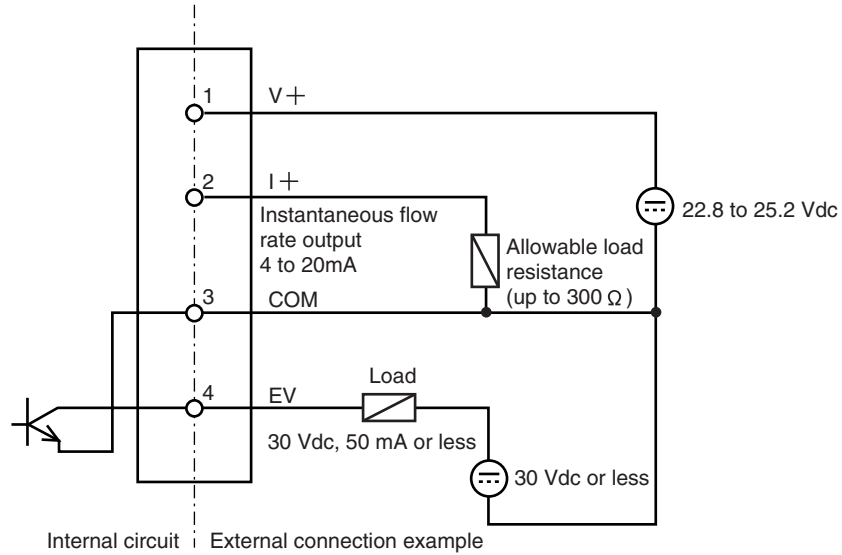 1
V+
2
I+
Instantaneous flow
rate output
4 to 20mA
22.8 to 25.2 Vdc
Allowable load
resistance
(up to 300 Ω)
3
COM
4
EV
Load
30 Vdc, 50 mA or less
30 Vdc or less
Internal circuit
External connection example